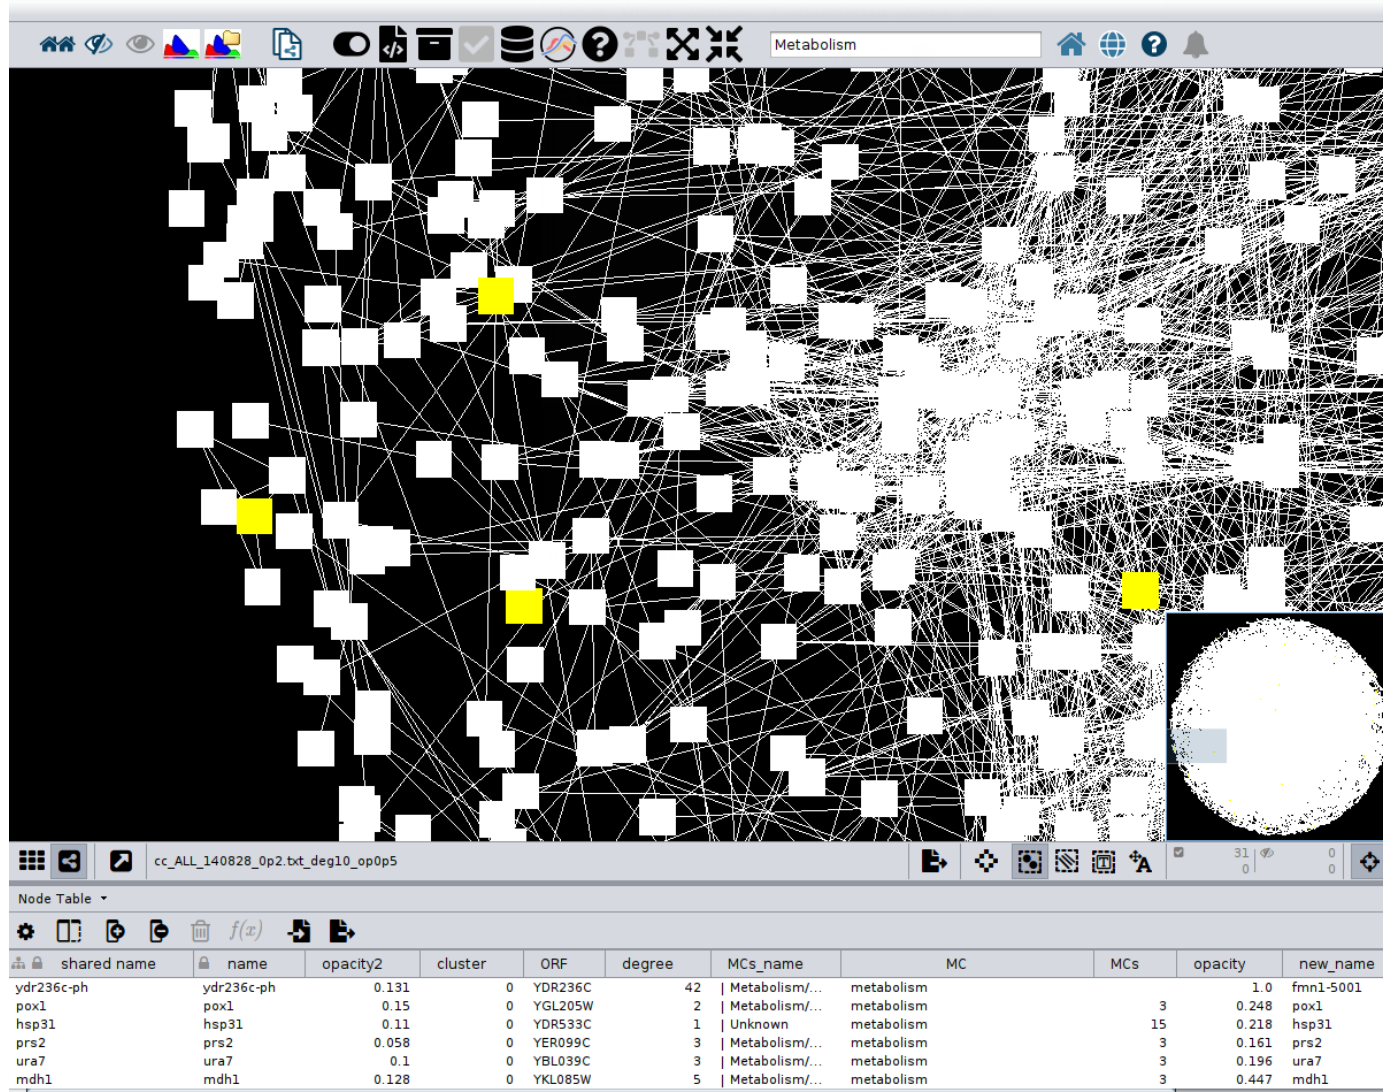 Metabolism
cc_ALL_140828_0p2.txt_deg10_op0p5
31 0
0 0
Node Table
f(x)
shared name name opacity2 cluster ORF degree MCs_name MC MCs opacity new_name
ydr236c-ph ydr236c-ph 0.131 0 YDR236C 42 | Metabolism/... metabolism 1.0 fmn1-5001
pox1 pox1 0.15 0 YGL205W 2 | Metabolism/... metabolism 3 0.248 pox1
hsp31 hsp31 0.11 0 YDR533C 1 | Unknown metabolism 15 0.218 hsp31
prs2 prs2 0.058 0 YER099C 3 | Metabolism/... metabolism 3 0.161 prs2
ura7 ura7 0.1 0 YBL039C 3 | Metabolism/... metabolism 3 0.196 ura7
mdh1 mdh1 0.128 0 YKL085W 5 | Metabolism/... metabolism 3 0.447 mdh1